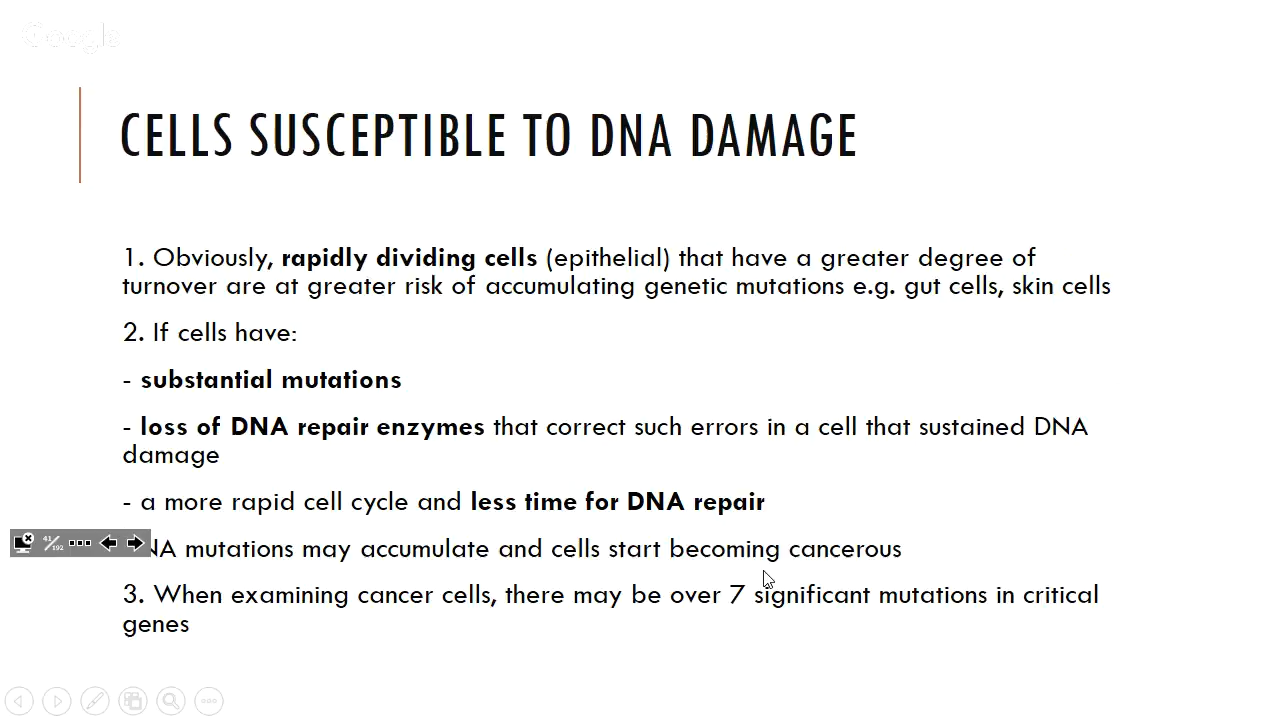 CELLS SUSCEPTIBLE TO DNA DAMAGE
1. Obviously, rapidly dividing cells (epithelial) that have a greater degree of
turnover are at greater risk of accumulating genetic mutations e.g. gut cells, skin cells
2. If cells have:
- substantial mutations
- loss of DNA repair enzymes that correct such errors in a cell that sustained DNA
damage
- a more rapid cell cycle and less time for DNA repair
41/192
mutations may accumulate and cells start becoming cancerous
3. When examining cancer cells, there may be over 7 significant mutations in critical
genes